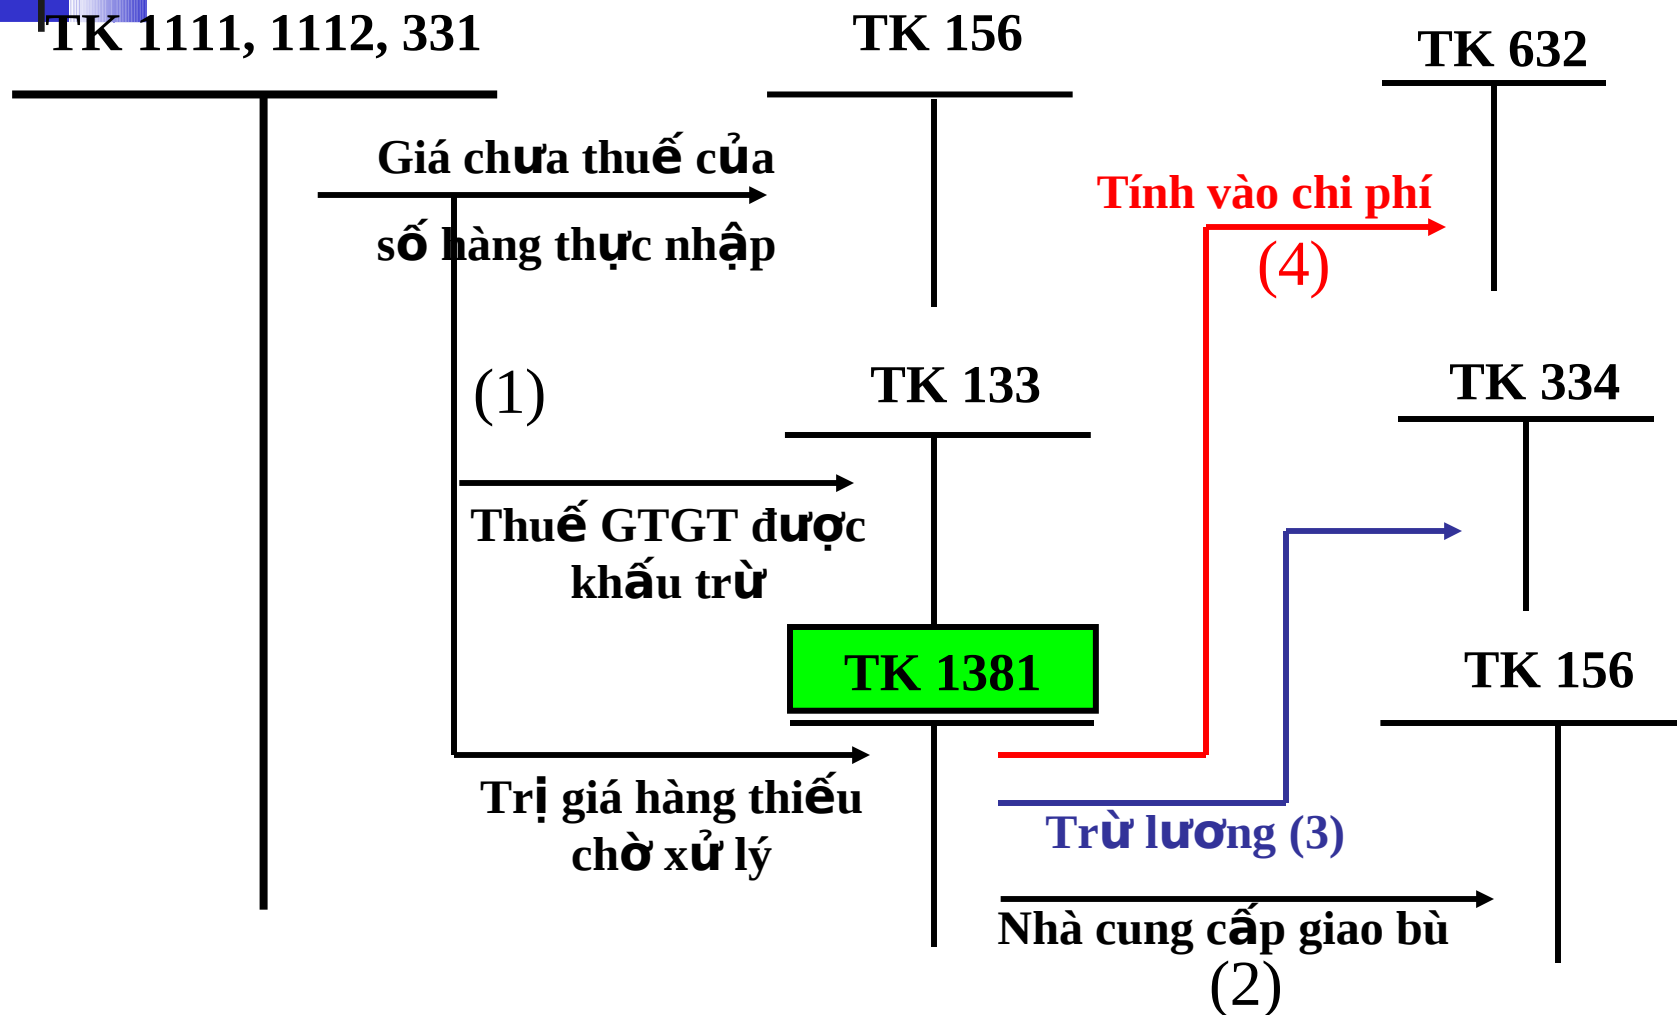 TK 1111, 1112, 331
TK 156
TK 632
Giá chưa thuế của
số hàng thực nhập
Tính vào chi phí
(4)
(1)
TK 133
TK 334
Thuế GTGT được
khấu trừ
TK 1381
TK 156
Trị giá hàng thiếu
chờ xử lý
Trừ lương (3)
Nhà cung cấp giao bù
(2)